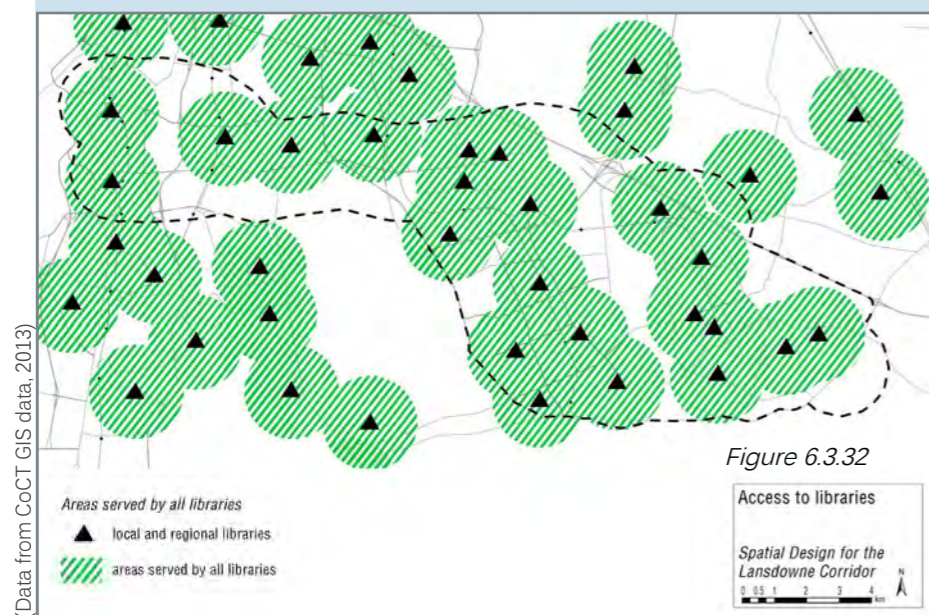 (Data from CoCT GIS data, 2013)
Figure 6.3.32
Areas served by all libraries
local and regional libraries
areas served by all libraries
Access to libraries
Spatial Design for the
Lansdowne Corridor
N
0 0.5 1 2 3 4
km